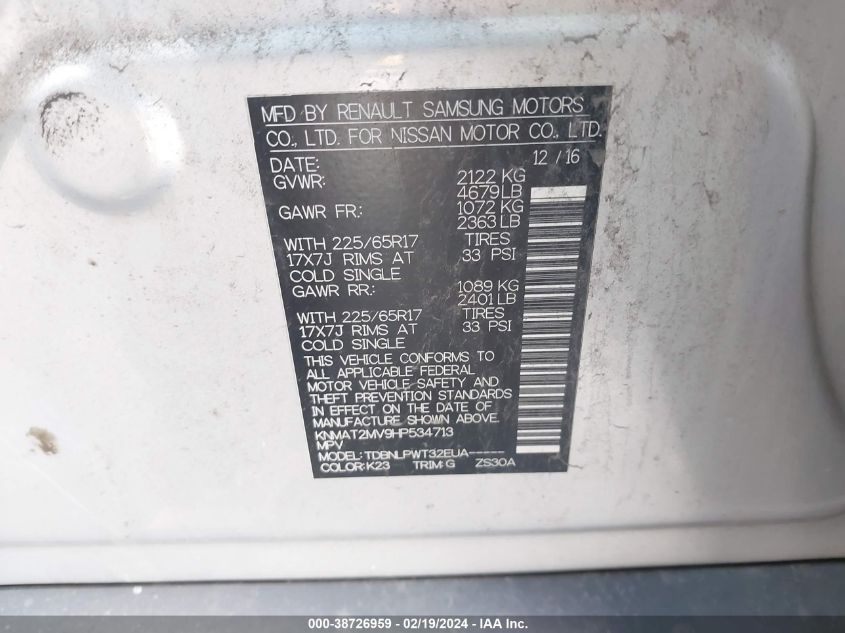 MFD BY RENAULT SAMSUNG MOTORS
CO., LTD. FOR NISSAN MOTOR CO., LTD.
DATE: 12 / 16
GVWR: 2122 KG
4679 LB
GAWR FR.: 1072 KG
2363 LB
WITH 225/65R17 TIRES
17X7J RIMS AT 33 PSI
COLD SINGLE
GAWR RR.: 1089 KG
2401 LB
WITH 225/65R17 TIRES
17X7J RIMS AT 33 PSI
COLD SINGLE
THIS VEHICLE CONFORMS TO
ALL APPLICABLE FEDERAL
MOTOR VEHICLE SAFETY AND
THEFT PREVENTION STANDARDS
IN EFFECT ON THE DATE OF
MANUFACTURE SHOWN ABOVE.
KNMAT2MV9HP534713
MPV
MODEL: TDBNLPWT32EUA-----
COLOR: K23 TRIM: G ZS30A
000-38726959 - 02/19/2024 - IAA, Inc.